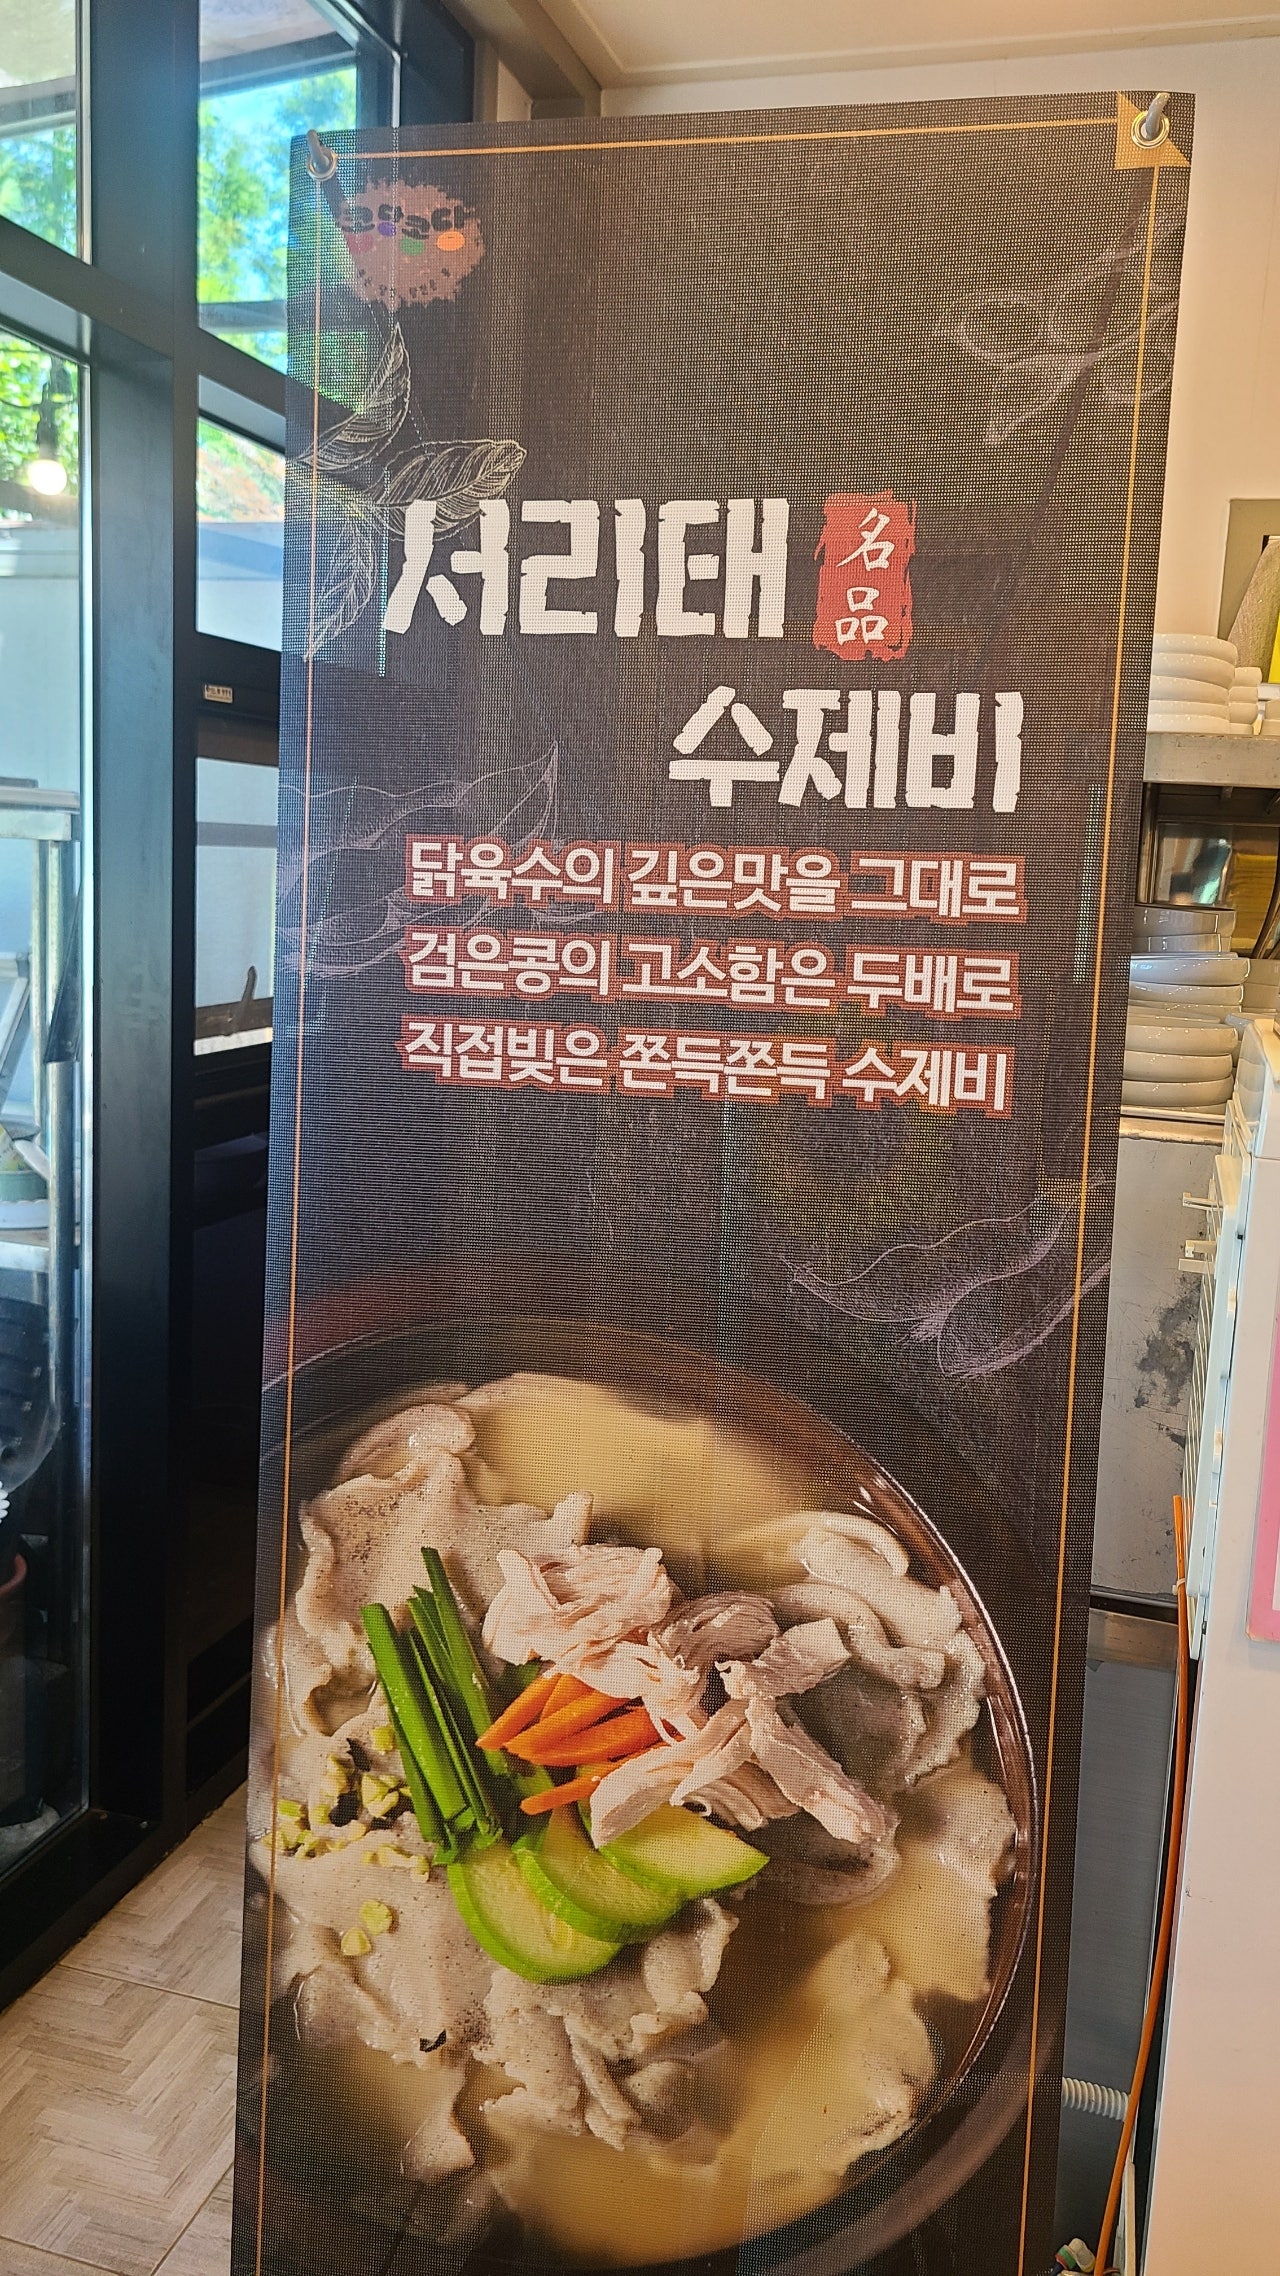 서리태
名品
수제비
닭육수의 깊은맛을 그대로
검은콩의 고소함은 두배로
직접빚은 쫀득쫀득 수제비